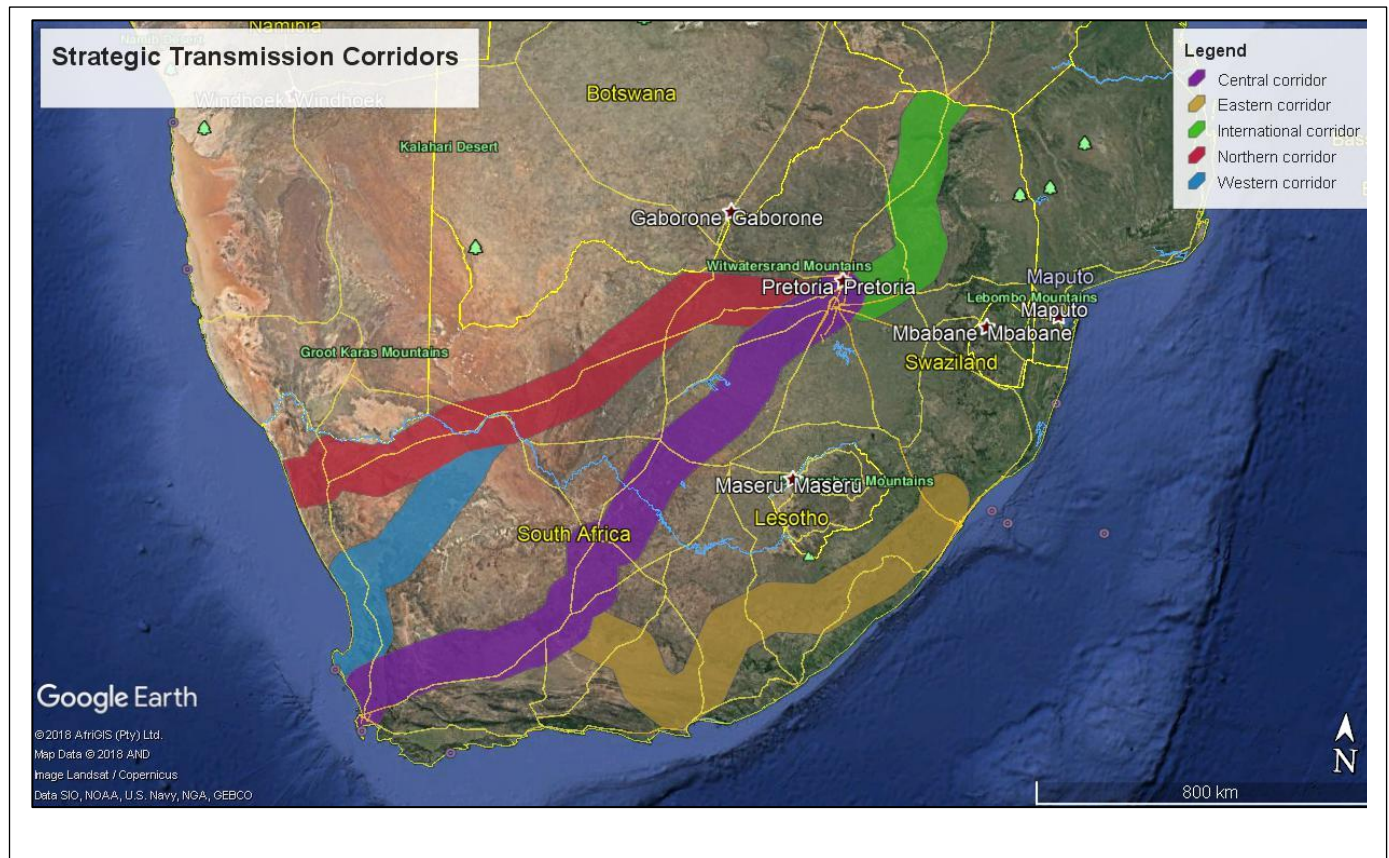 Strategic Transmission Corridors
Namibia
Windhoek Windhoek
Botswana
Kalahari Desert
Legend
Central corridor
Eastern corridor
International corridor
Northern corridor
Western corridor
Gaborone Gaborone
Witwatersrand Mountains
Pretoria Pretoria
Maputo
Lebombo Mountains
Maputo
Mbabane Mbabane
Swaziland
Groot Karas Mountains
Maseru Maseru
Mountains
Lesotho
South Africa
Google Earth
©2018 AfriGIS (Pty) Ltd.
Map Data © 2018 AND
Image Landsat / Copernicus
Data SIO, NOAA, U.S. Navy, NGA, GEBCO
N
800 km